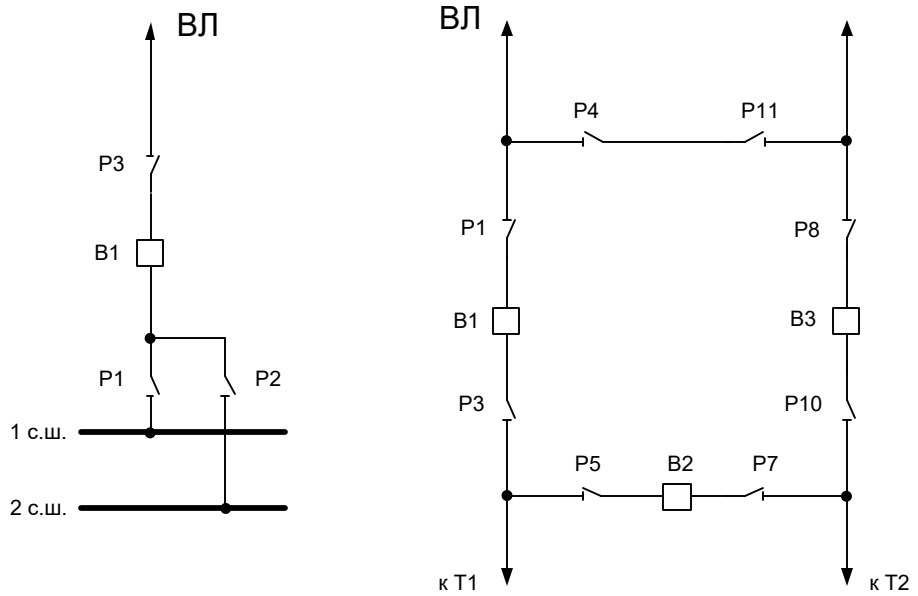 ВЛ
Р3
В1
Р1
Р2
1 с.ш.
2 с.ш.
ВЛ
Р4
Р11
Р1
Р8
В1
В3
Р3
Р10
Р5
В2
Р7
к Т1
к Т2